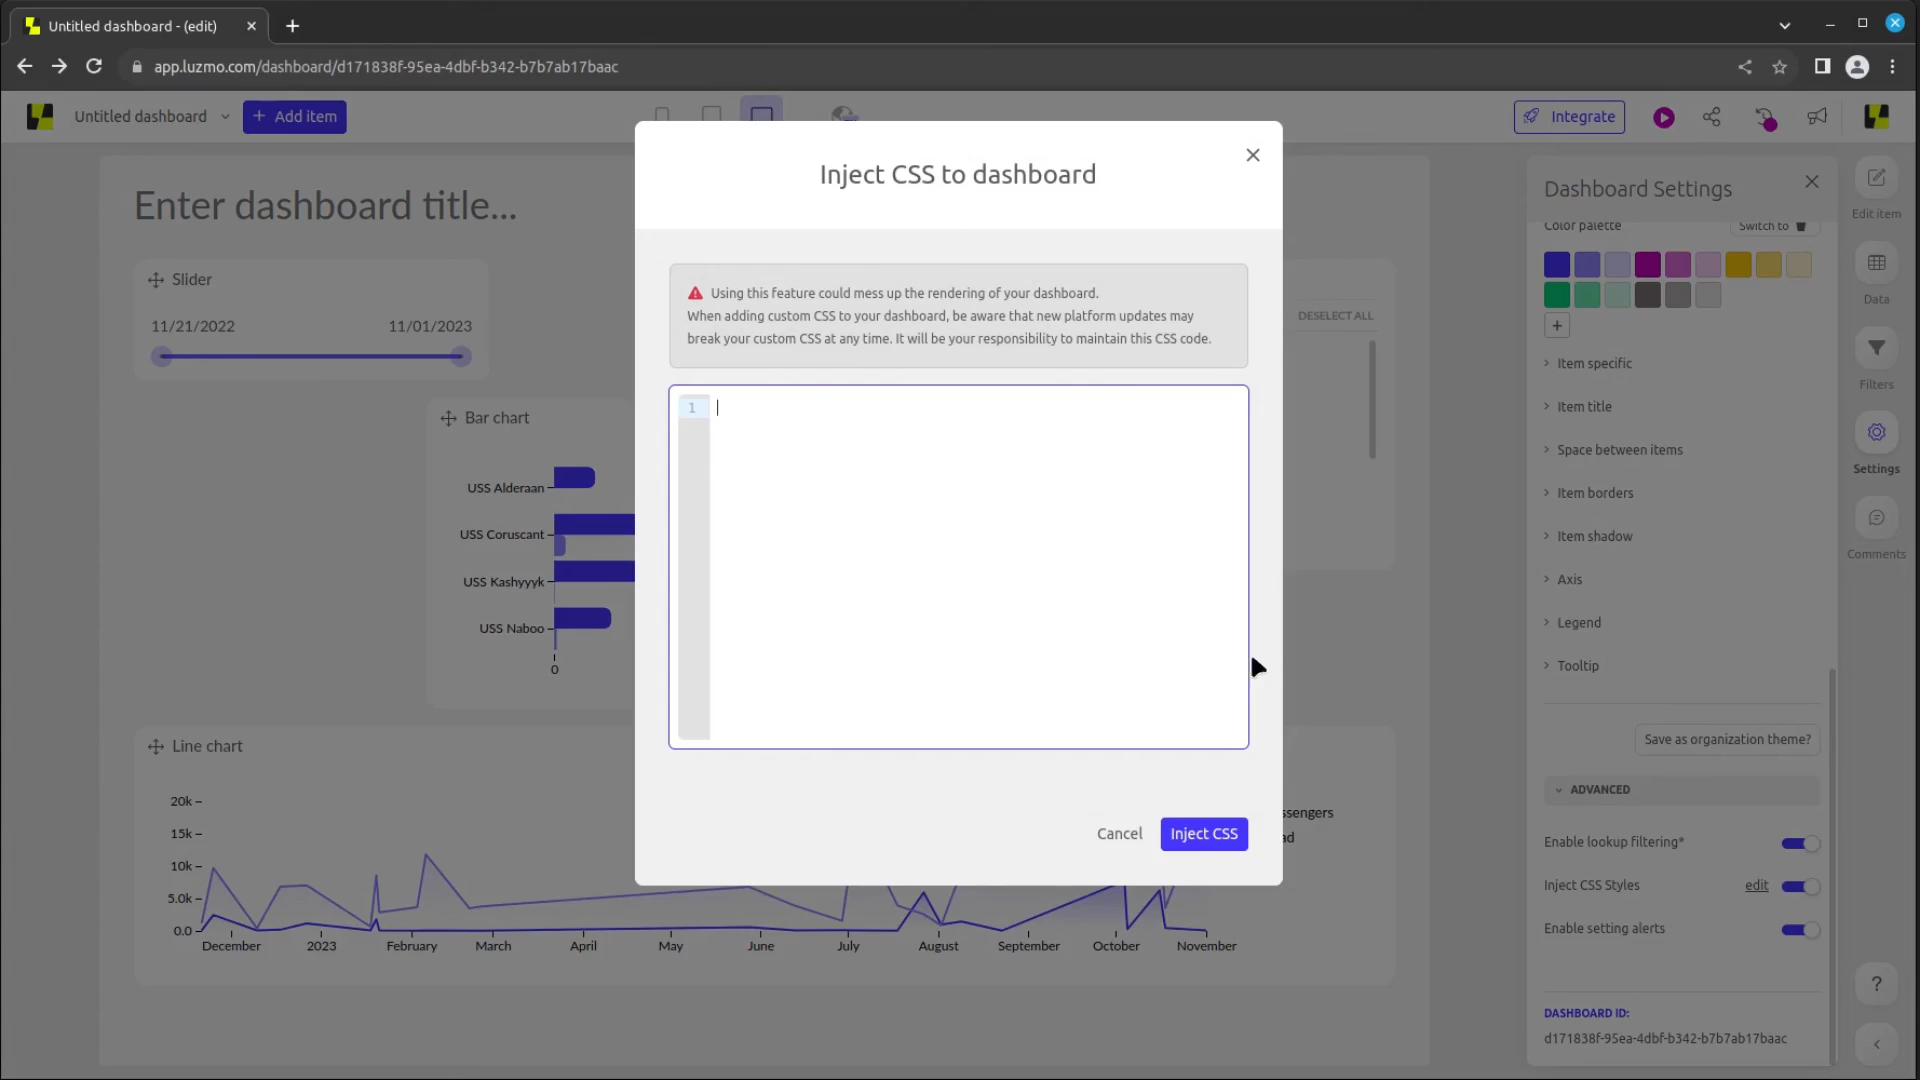 Untitled dashboard - (edit)
app.luzmo.com/dashboard/d171838f-95ea-4dbf-b342-b7b7ab17baac
Untitled dashboard
+ Add item
Integrate
Inject CSS to dashboard
Using this feature could mess up the rendering of your dashboard.
When adding custom CSS to your dashboard, be aware that new platform updates may
break your custom CSS at any time. It will be your responsibility to maintain this CSS code.
1
Cancel
Inject CSS
Enter dashboard title...
Slider
11/21/2022
11/01/2023
DESELECT ALL
Bar chart
USS Alderaan
USS Coruscant
USS Kashyyyk
USS Naboo
0
Line chart
20k
15k
10k
5.0k
0.0
December
2023
February
March
April
May
June
July
August
September
October
November
ssengers
ad
Dashboard Settings
Color palette
Switch to
Item specific
Item title
Space between items
Item borders
Item shadow
Axis
Legend
Tooltip
Save as organization theme?
ADVANCED
Enable lookup filtering*
Inject CSS Styles
edit
Enable setting alerts
DASHBOARD ID:
d171838f-95ea-4dbf-b342-b7b7ab17baac
Edit item
Data
Filters
Settings
Comments
?